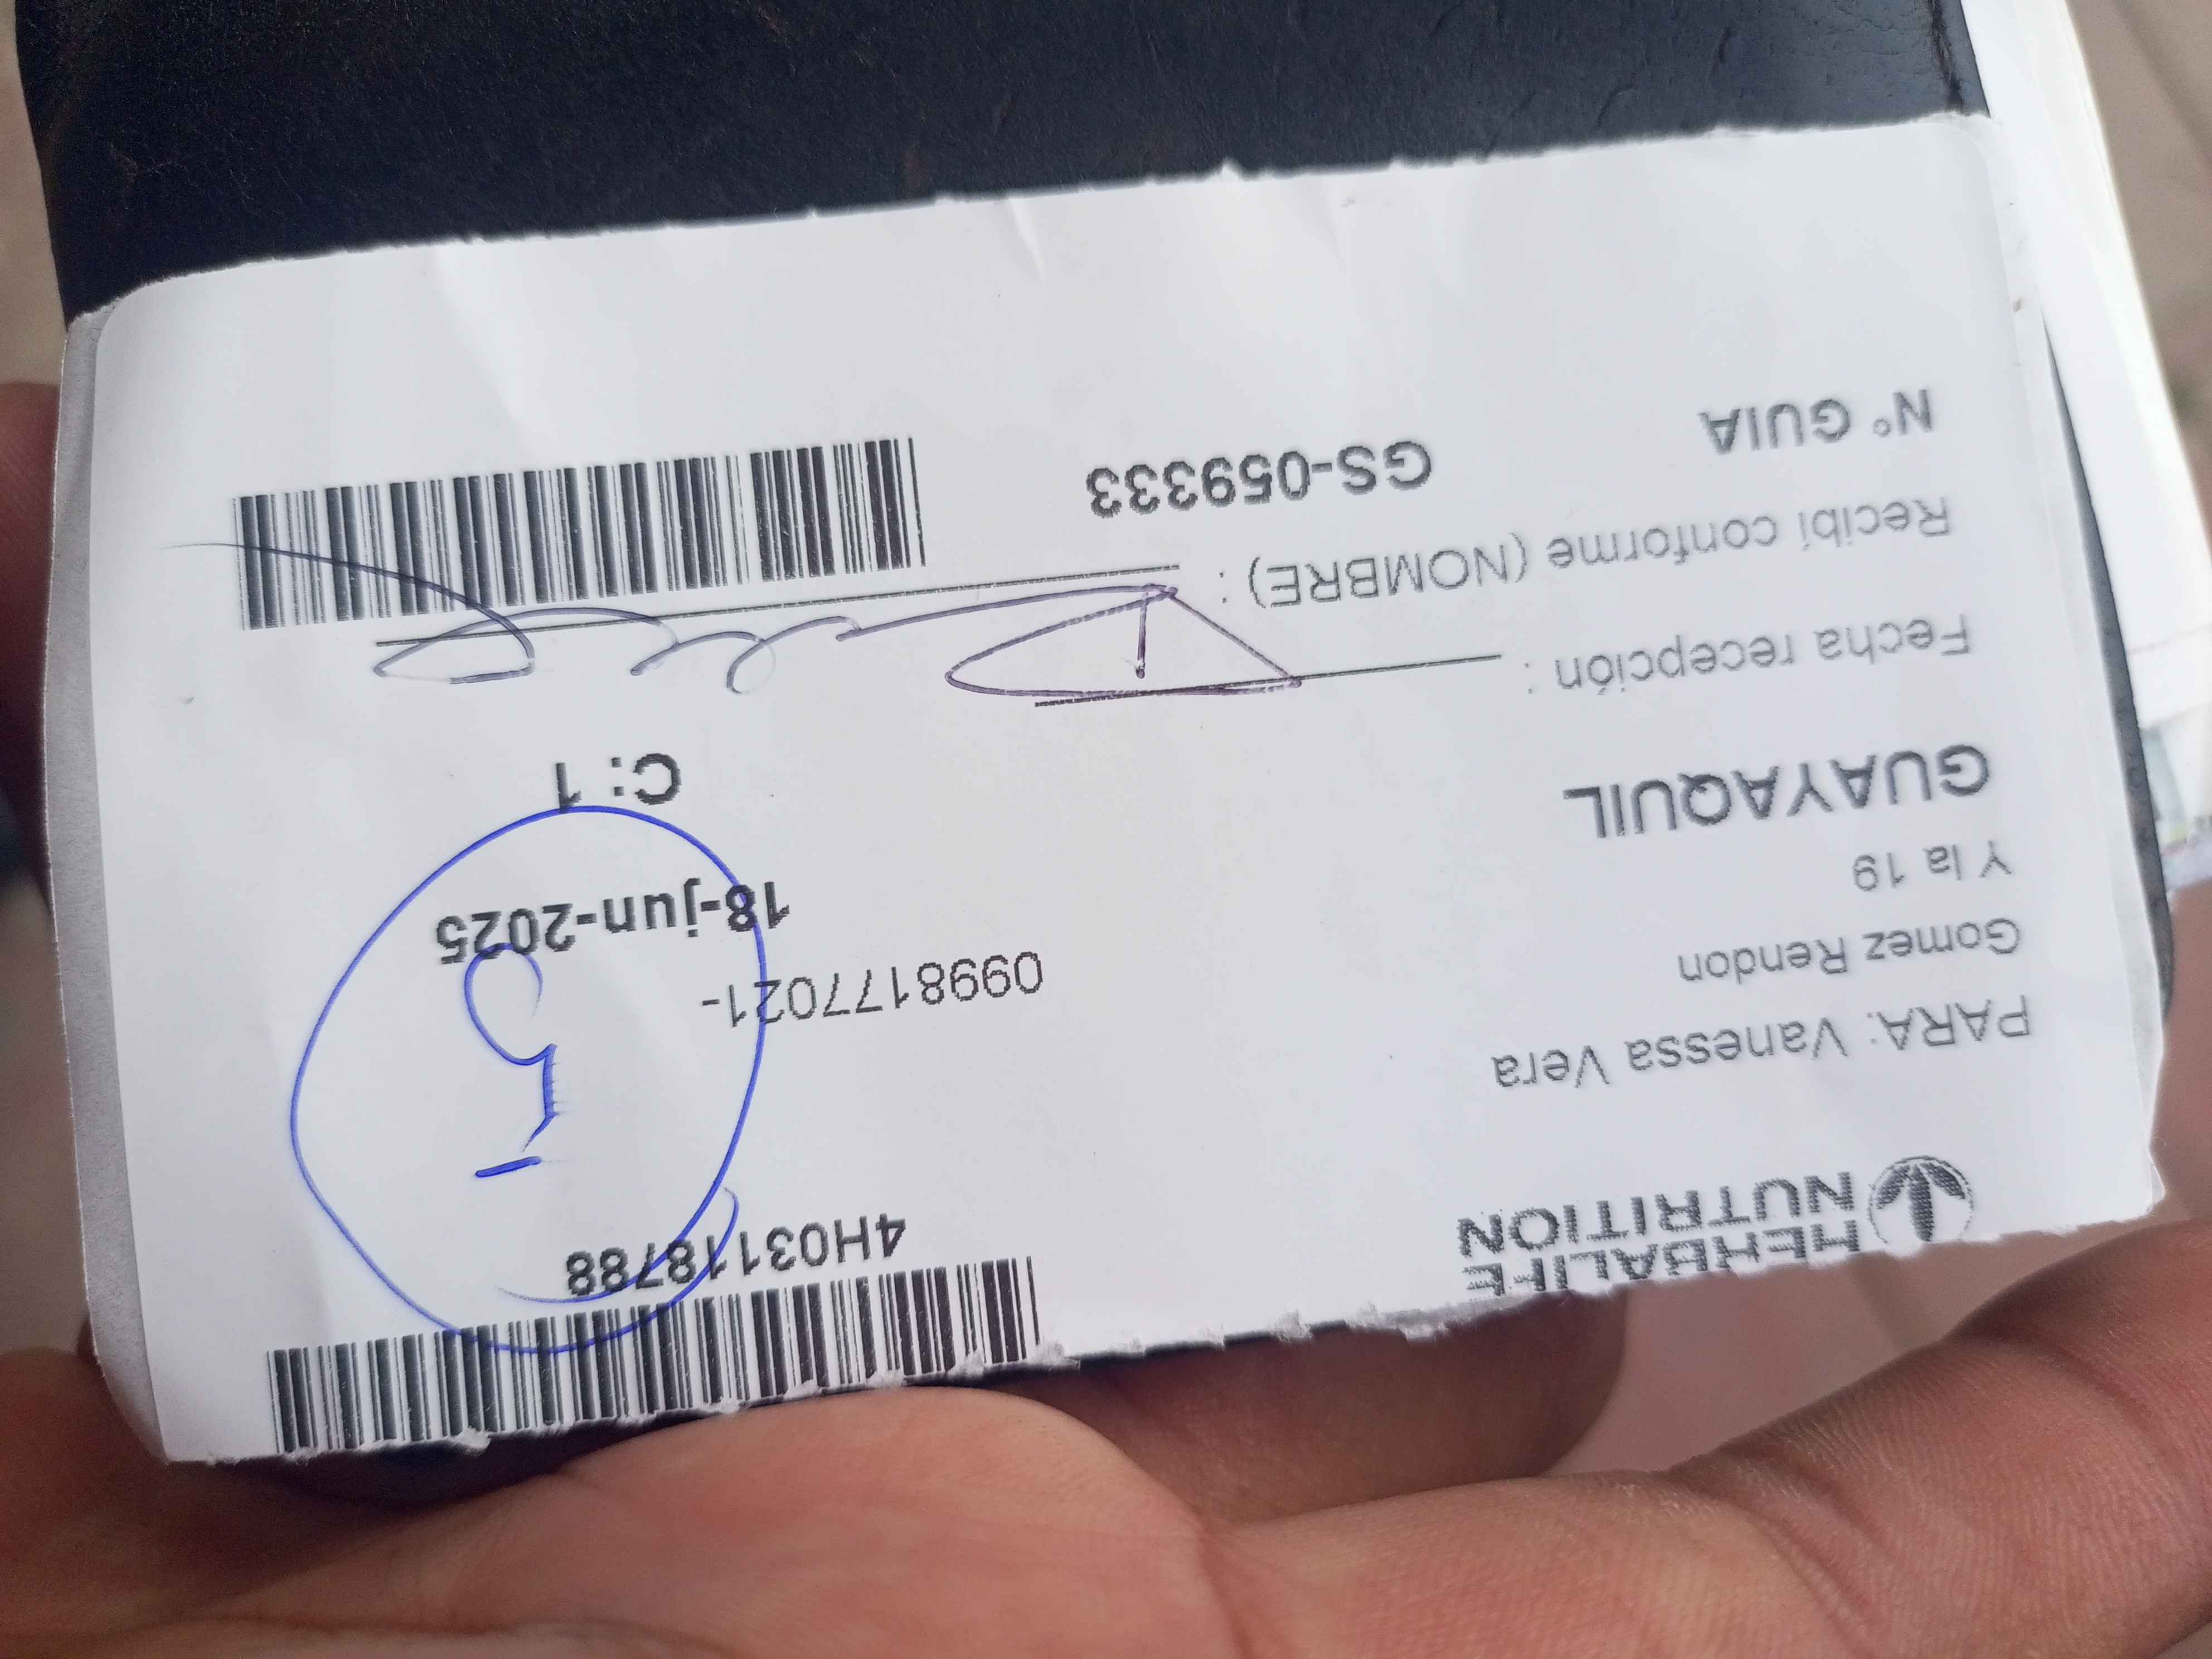 HERBALIFE
NUTRITION
4H03118788
PARA: Vanessa Vera
Gomez Rendon
0998177021-
Y la 19
18-jun-2025
5
GUAYAQUIL
C: 1
Fecha recepción :
Recibí conforme (NOMBRE) :
N° GUIA
GS-059333